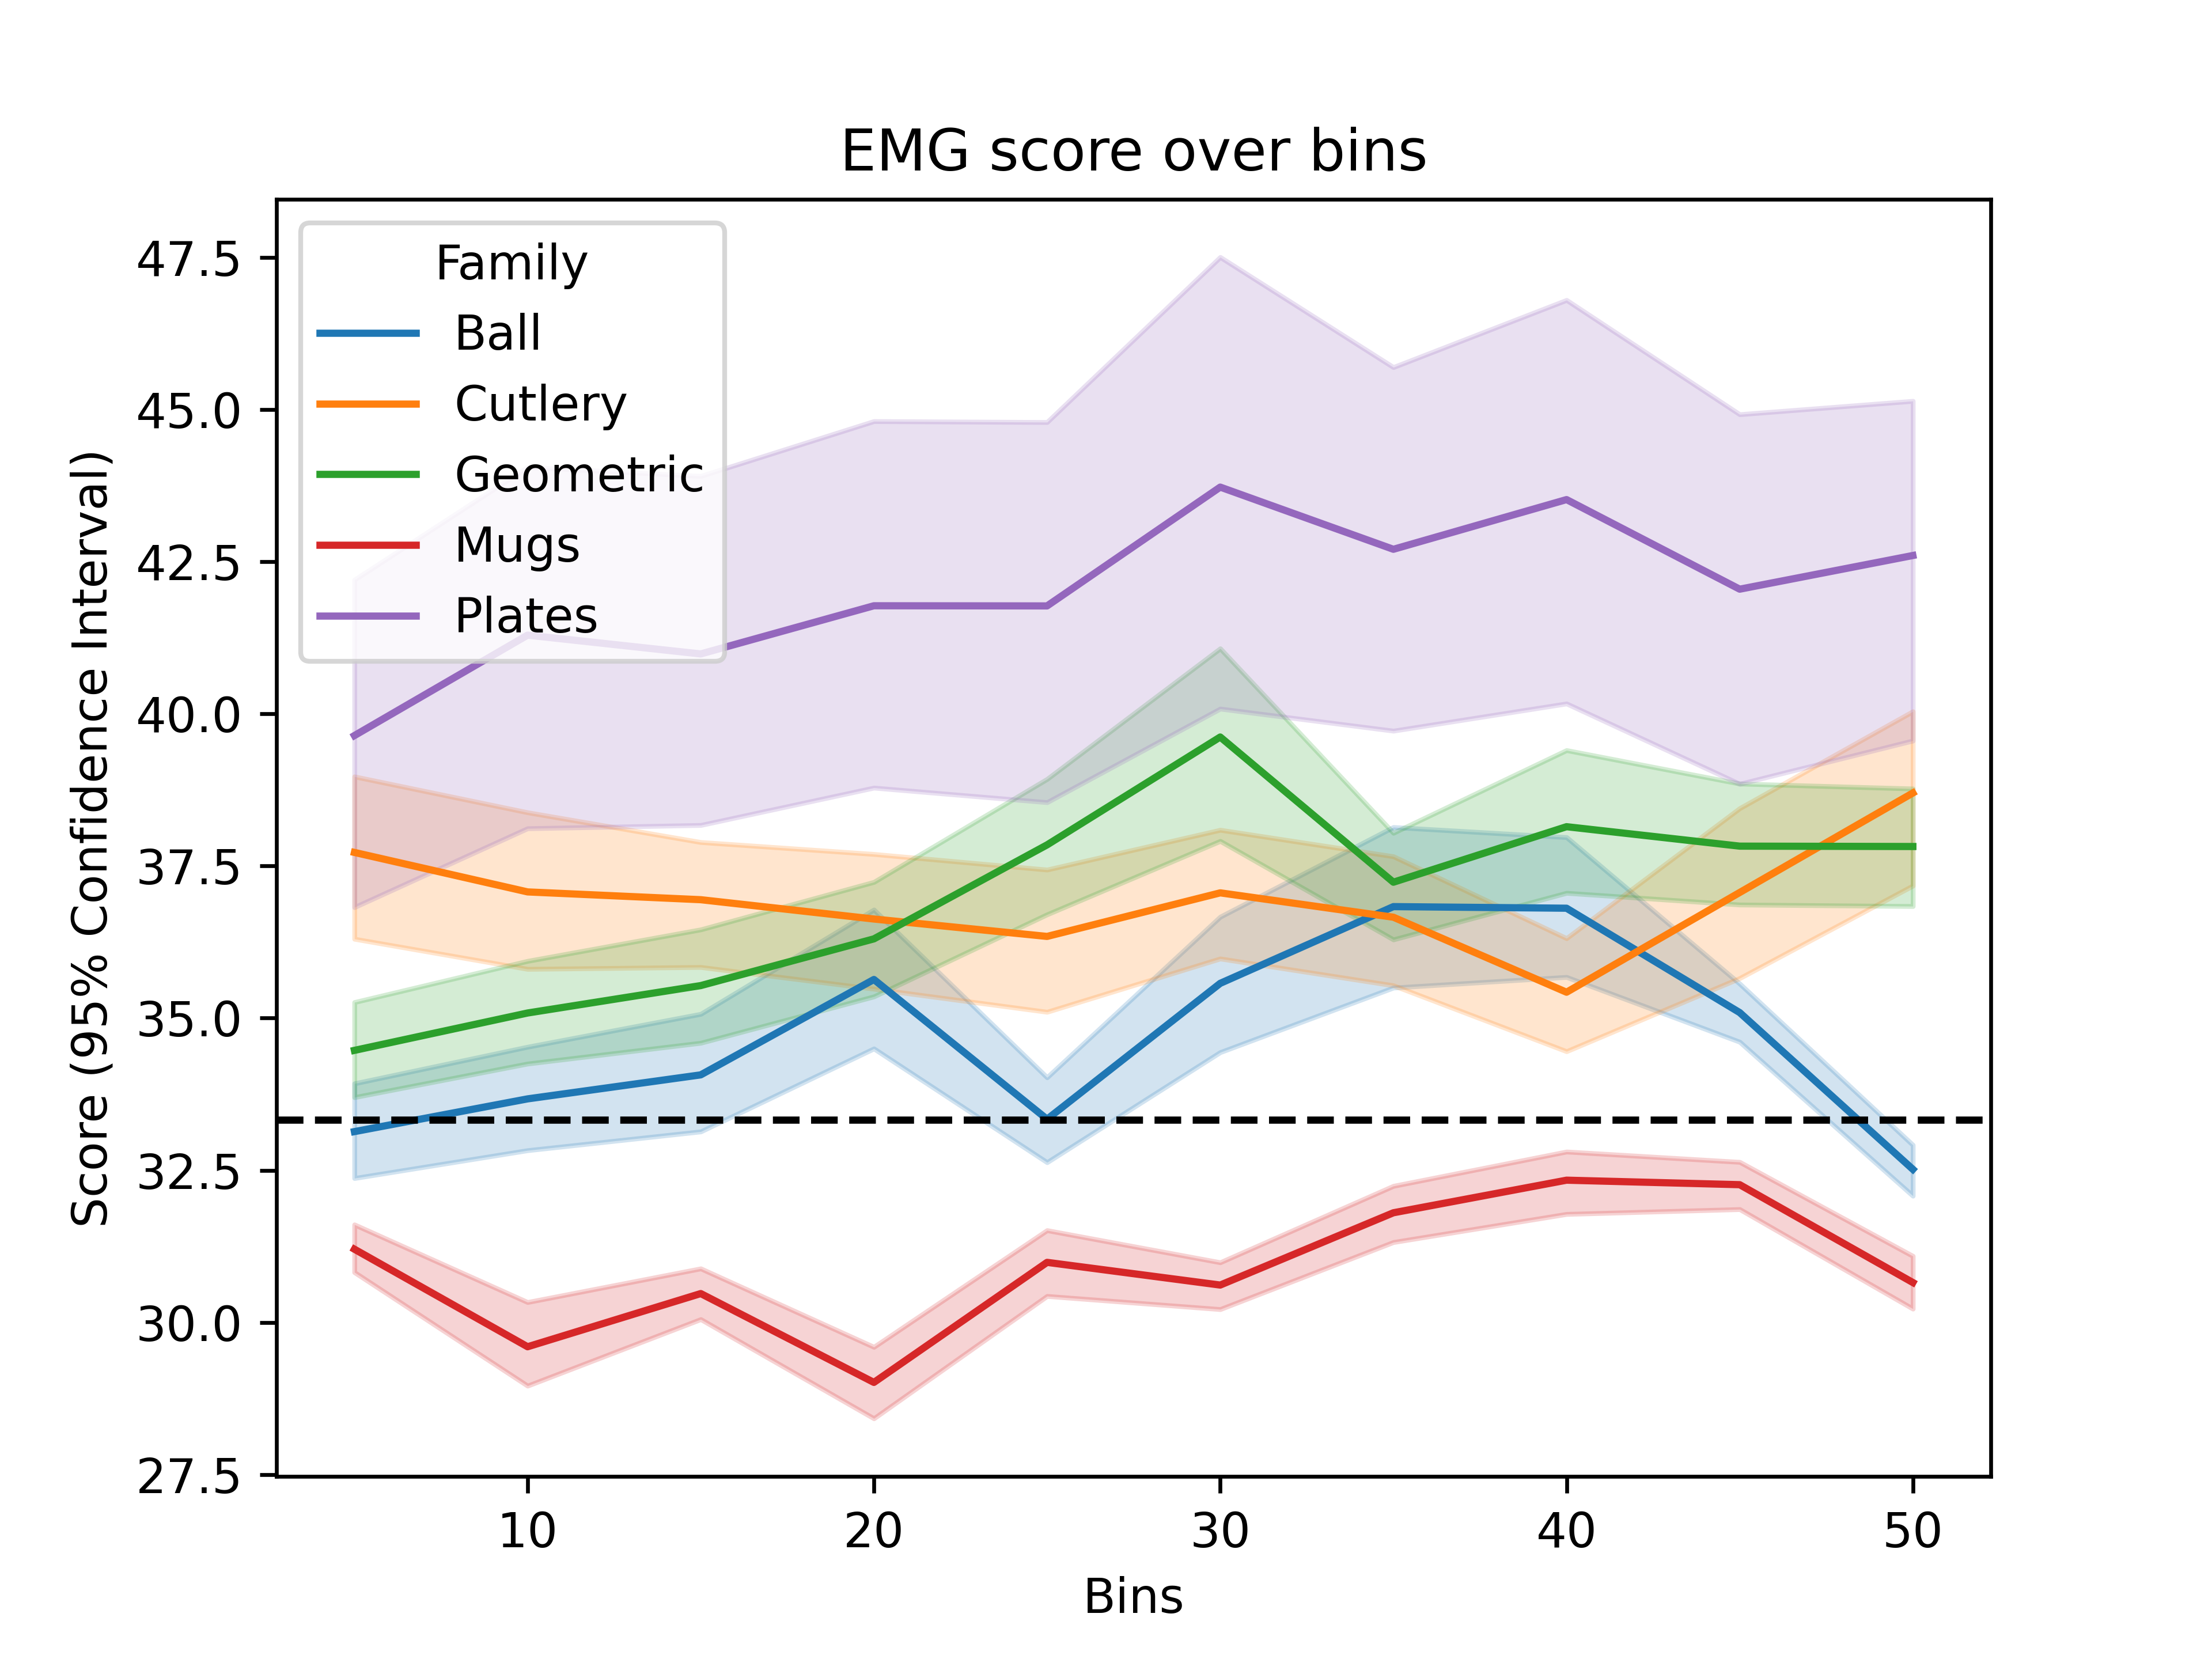 EMG score over bins
Score (95% Confidence Interval)
47.5
45.0
42.5
40.0
37.5
35.0
32.5
30.0
27.5
Family
Ball
Cutlery
Geometric
Mugs
Plates
10
20
30
40
50
Bins